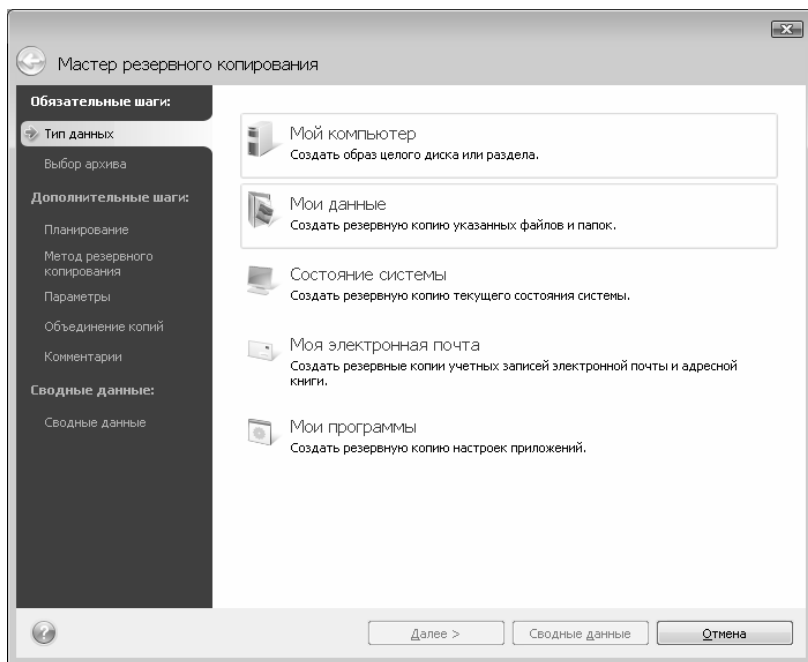 Мастер резервного копирования
Обязательные шаги:
Тип данных
Выбор архива
Дополнительные шаги:
Планирование
Метод резервного
копирования
Параметры
Объединение копий
Комментарии
Сводные данные:
Сводные данные
Мой компьютер
Создать образ целого диска или раздела.
Мои данные
Создать резервную копию указанных файлов и папок.
Состояние системы
Создать резервную копию текущего состояния системы.
Моя электронная почта
Создать резервные копии учетных записей электронной почты и адресной
книги.
Мои программы
Создать резервную копию настроек приложений.
Далее >
Сводные данные
Отмена